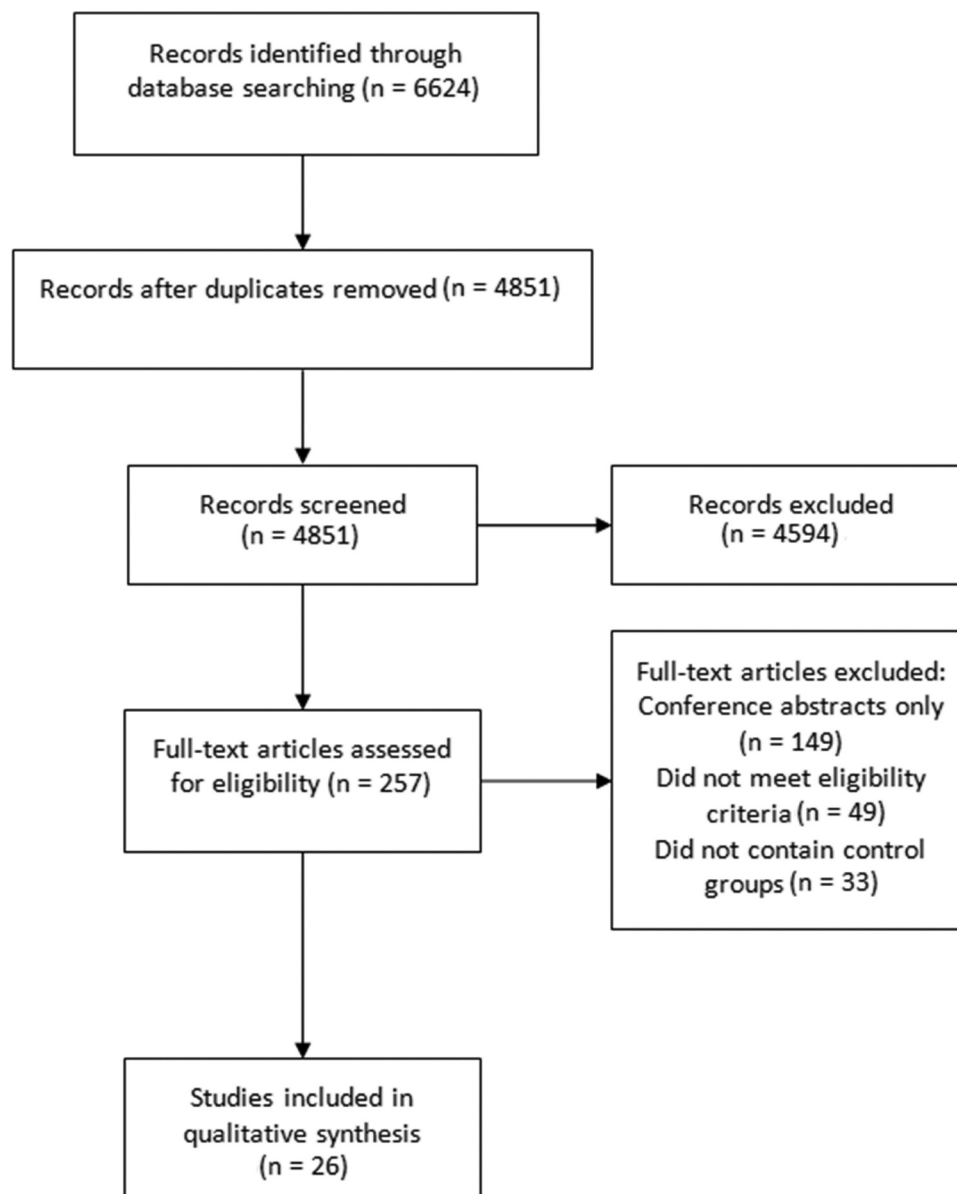 Records identified through
database searching (n = 6624)
Records after duplicates removed (n = 4851)
Records screened
(n = 4851)
Records excluded
(n = 4594)
Full-text articles assessed
for eligibility (n = 257)
Full-text articles excluded:
Conference abstracts only
(n = 149)
Did not meet eligibility
criteria (n = 49)
Did not contain control
groups (n = 33)
Studies included in
qualitative synthesis
(n = 26)